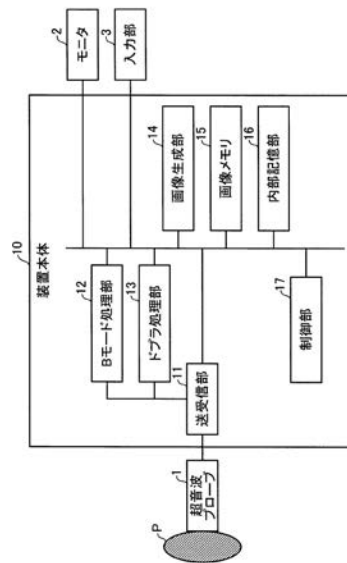 P
1
超音波
プローブ
10
装置本体
11
送受信部
12
Bモード処理部
13
ドプラ処理部
14
画像生成部
15
画像メモリ
16
内部記憶部
17
制御部
2
モニタ
3
入力部